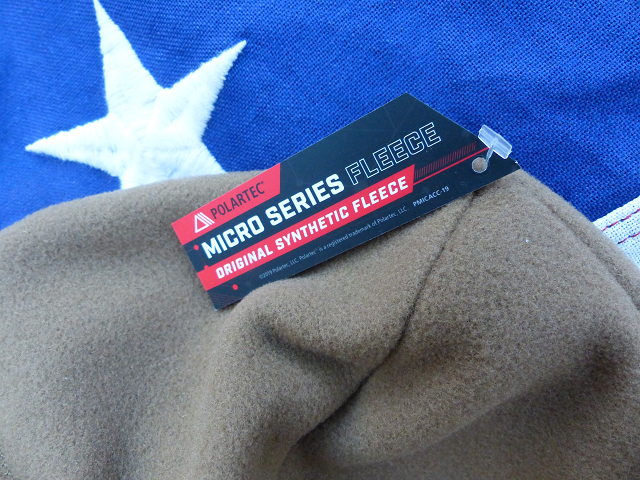 POLARTEC®
MICRO SERIES FLEECE
ORIGINAL SYNTHETIC FLEECE
©2019 Polartec, LLC. Polartec® is a registered trademark of Polartec, LLC. PMICACC-19